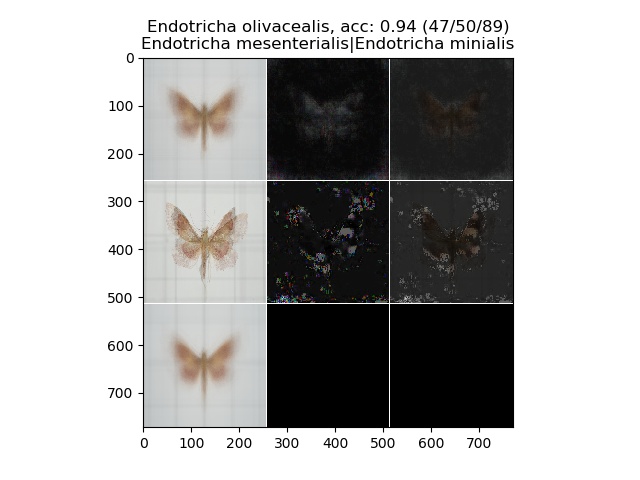 Endotricha olivacealis, acc: 0.94 (47/50/89)
Endotricha mesenterialis|Endotricha minialis
0
100
200
300
400
500
600
700
0 100 200 300 400 500 600 700